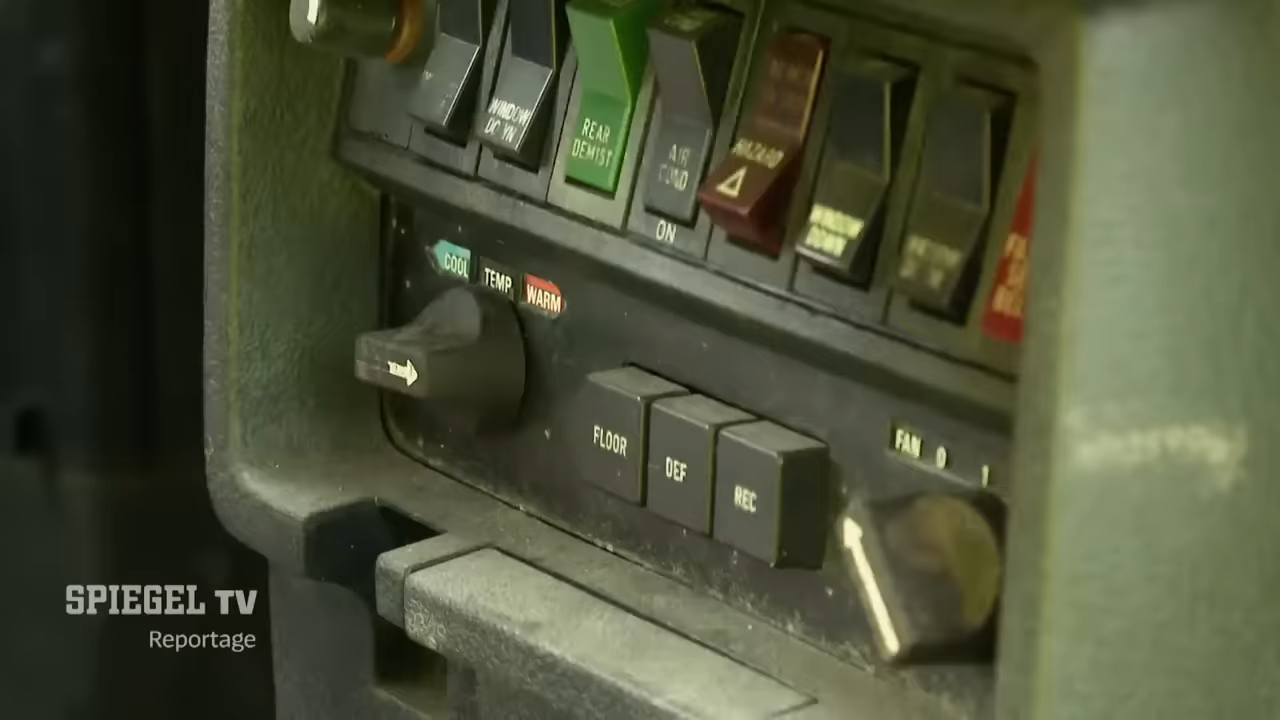 WINDOW
DOWN
REAR
DEMIST
AIR
COND
ON
HAZARD
WINDOW
DOWN
COOL TEMP WARM
FLOOR
DEF
REC
FAN 0 1
SPIEGEL TV
Reportage